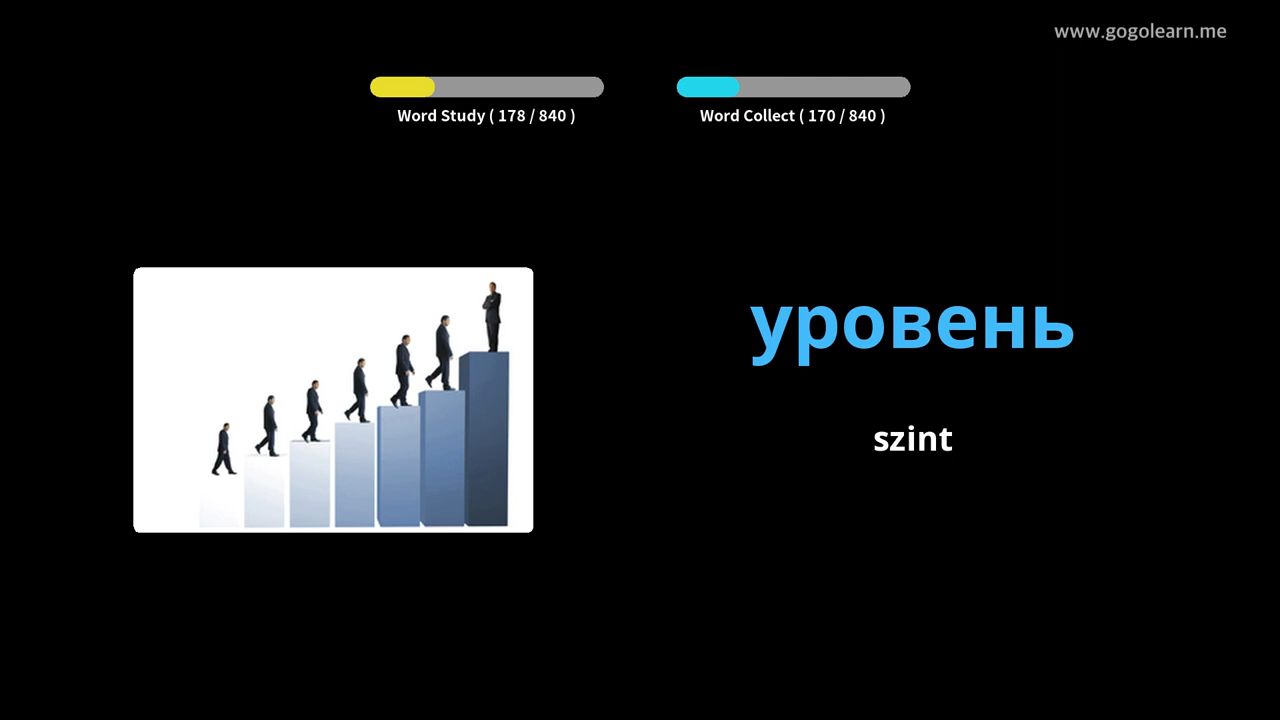 www.gogolearn.me
Word Study ( 178 / 840 )
Word Collect ( 170 / 840 )
уровень
szint